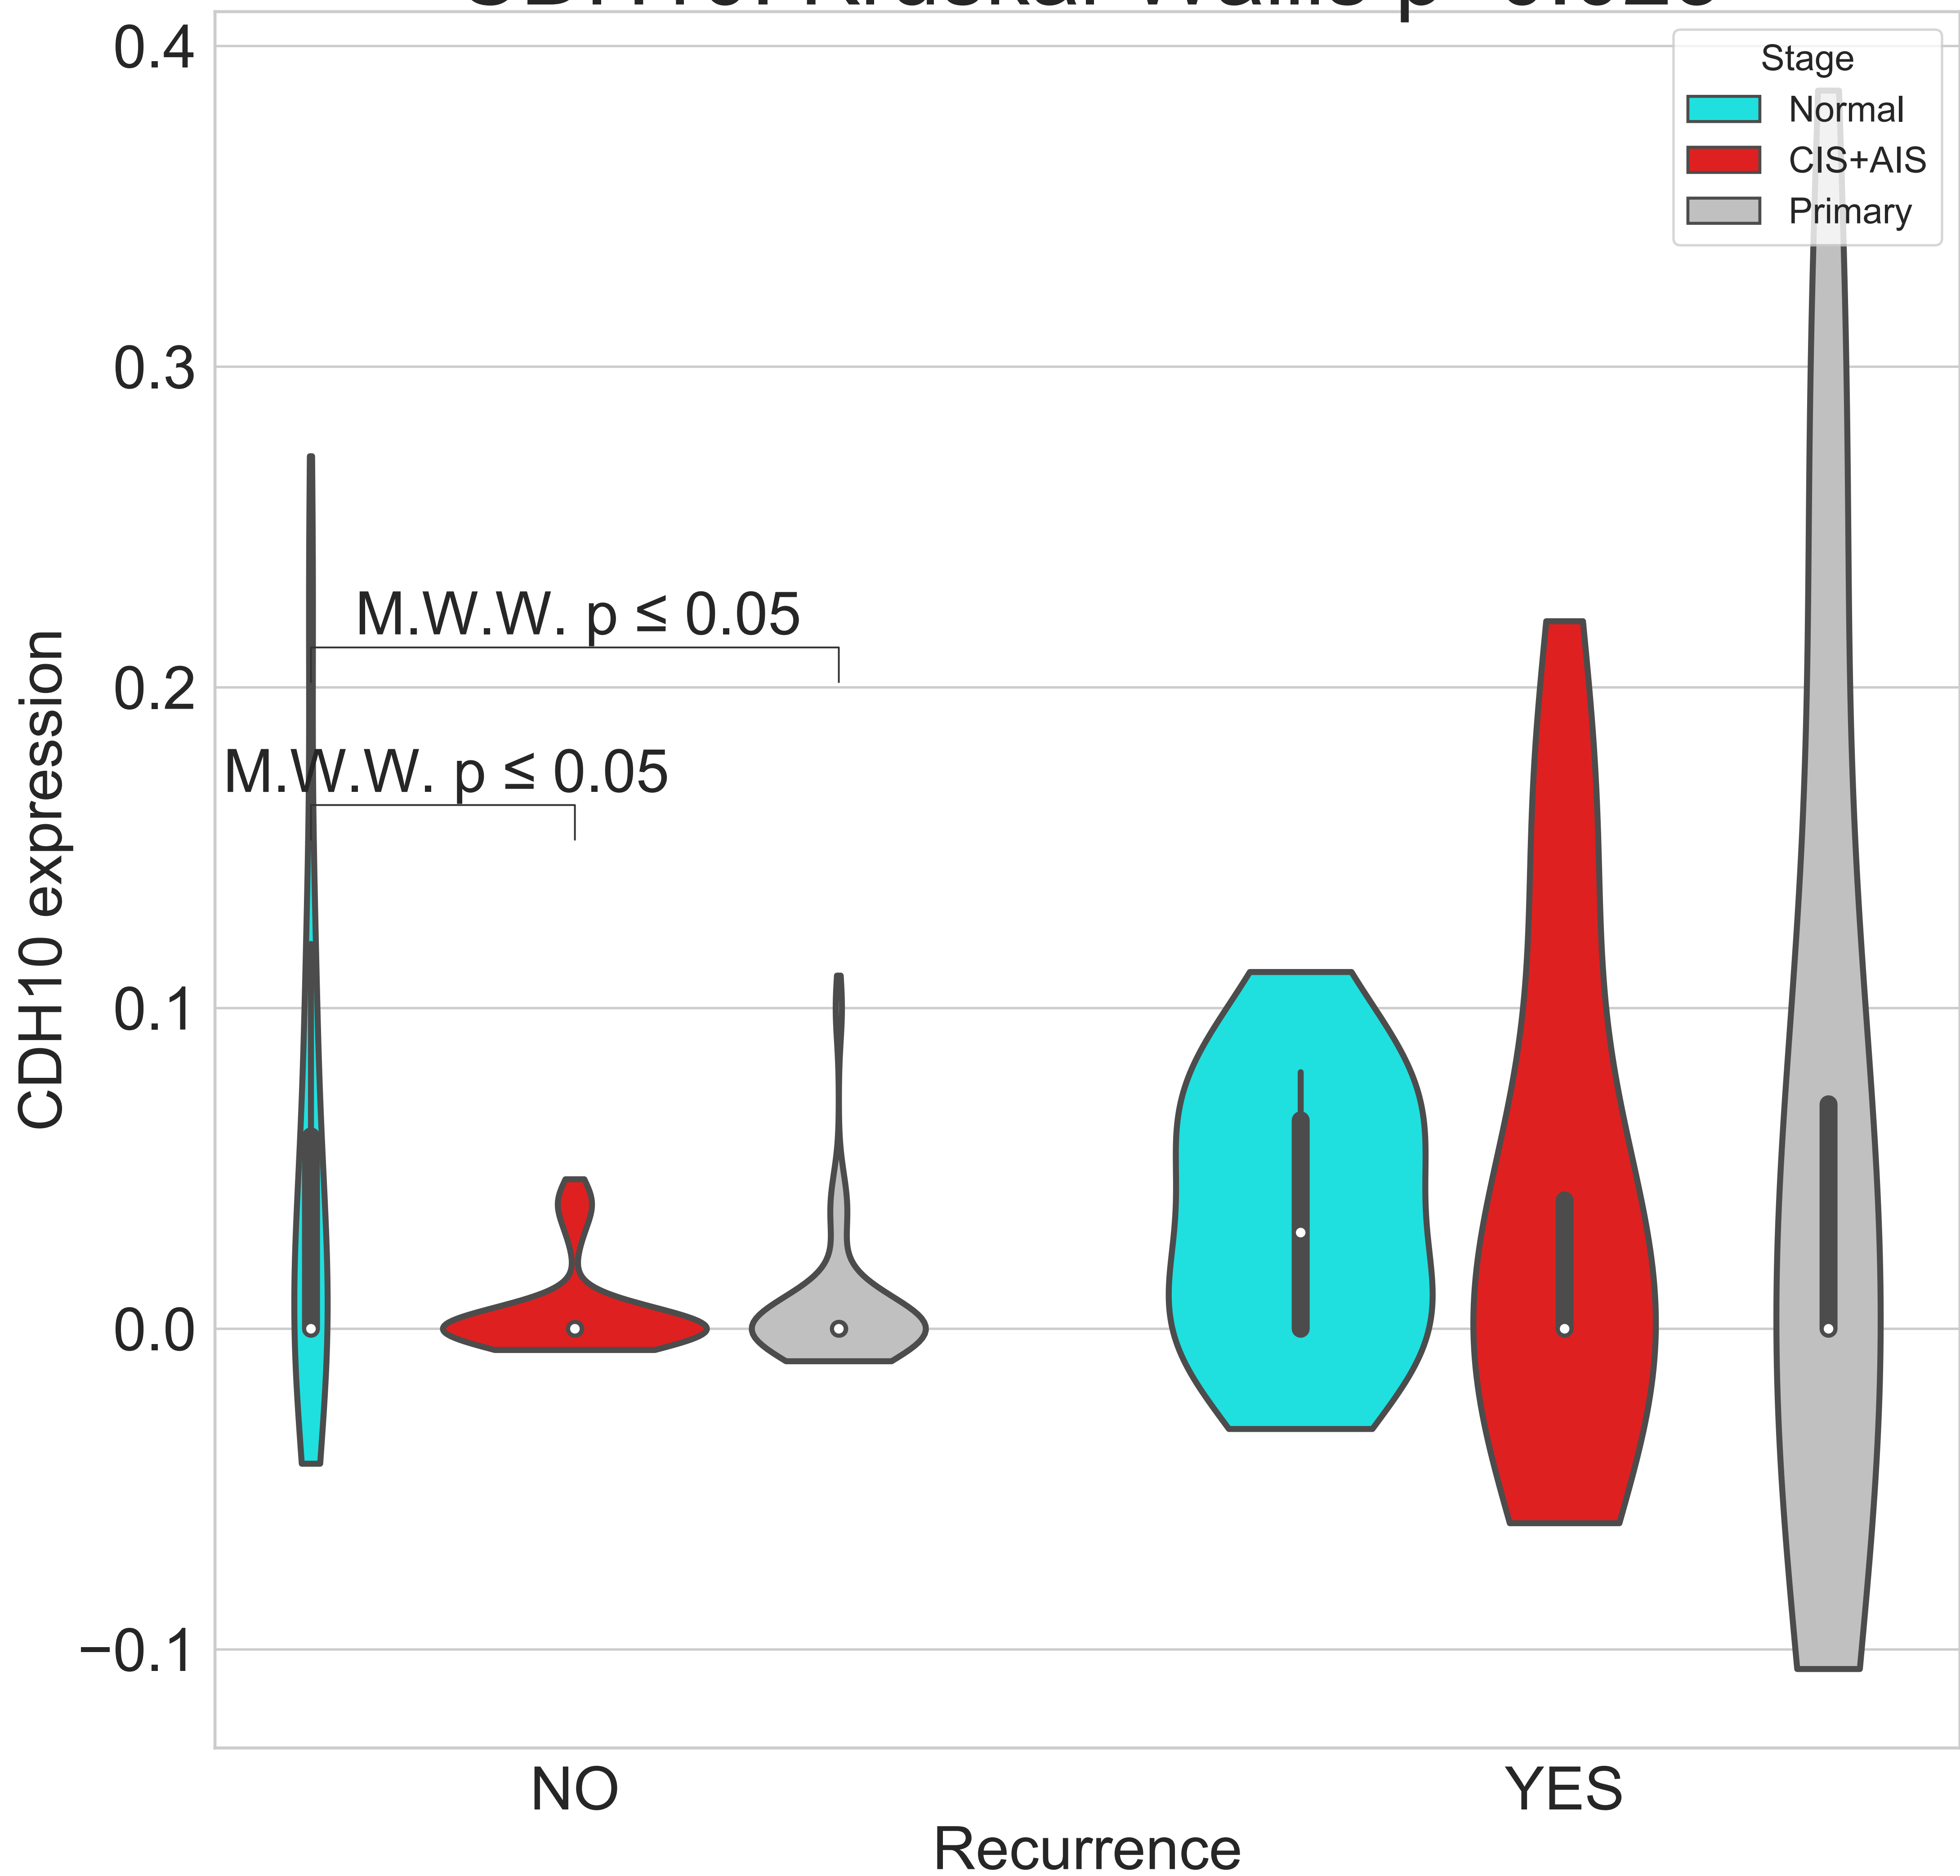 0.4
0.3
0.2
0.1
0.0
−0.1
CDH10 expression
Stage
Normal
CIS+AIS
Primary
M.W.W. p ≤ 0.05
M.W.W. p ≤ 0.05
NO
YES
Recurrence